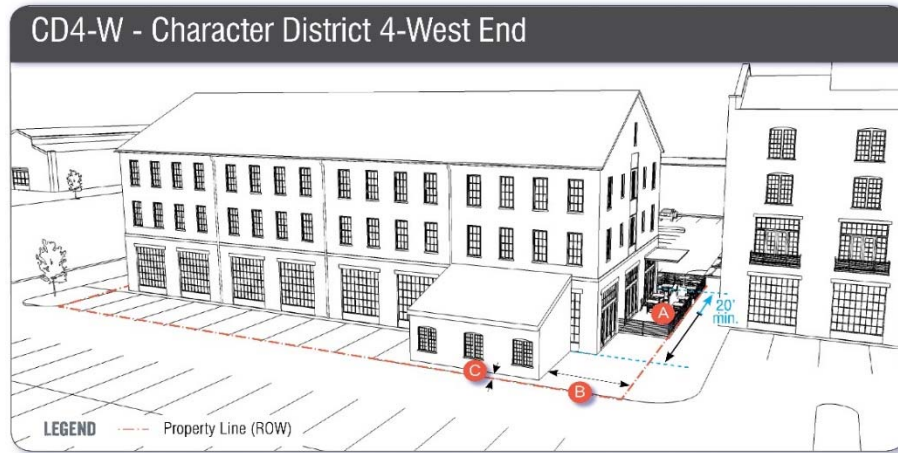 CD4-W - Character District 4-West End
A
20'
min.
C
B
LEGEND
Property Line (ROW)